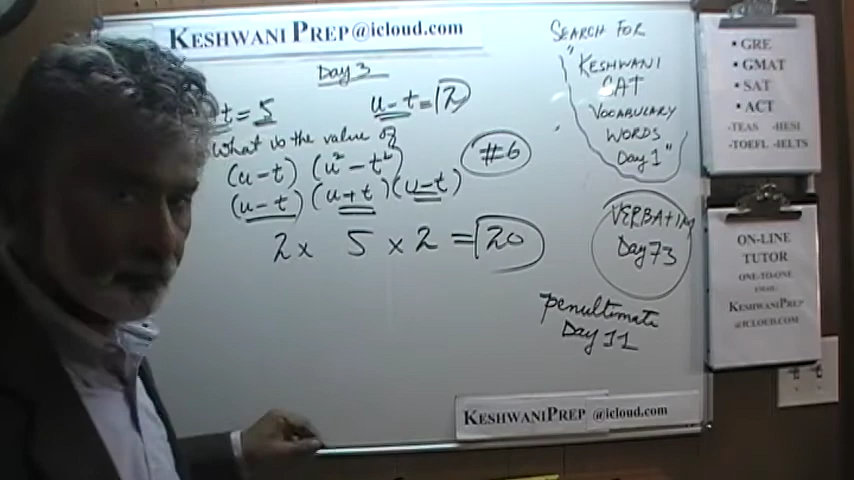 KESHWANI PREP@icloud.com
Day 3
t = 5
u - t = 2
What is the value of
(u - t) (u² - t²)
(u - t) (u + t) (u - t)
2 x 5 x 2 = 20
#6
SEARCH FOR
"KESHWANI
CAT
VOCABULARY
WORDS
Day 1"
VERBATIM
Day 73
penultimate
Day 11
• GRE
• GMAT
• SAT
• ACT
-TEAS -HESI
-TOEFL -IELTS
ON-LINE
TUTOR
ONE-TO-ONE
KESHWANIPREP
@ICLOUD.COM
KESHWANIPREP @icloud.com